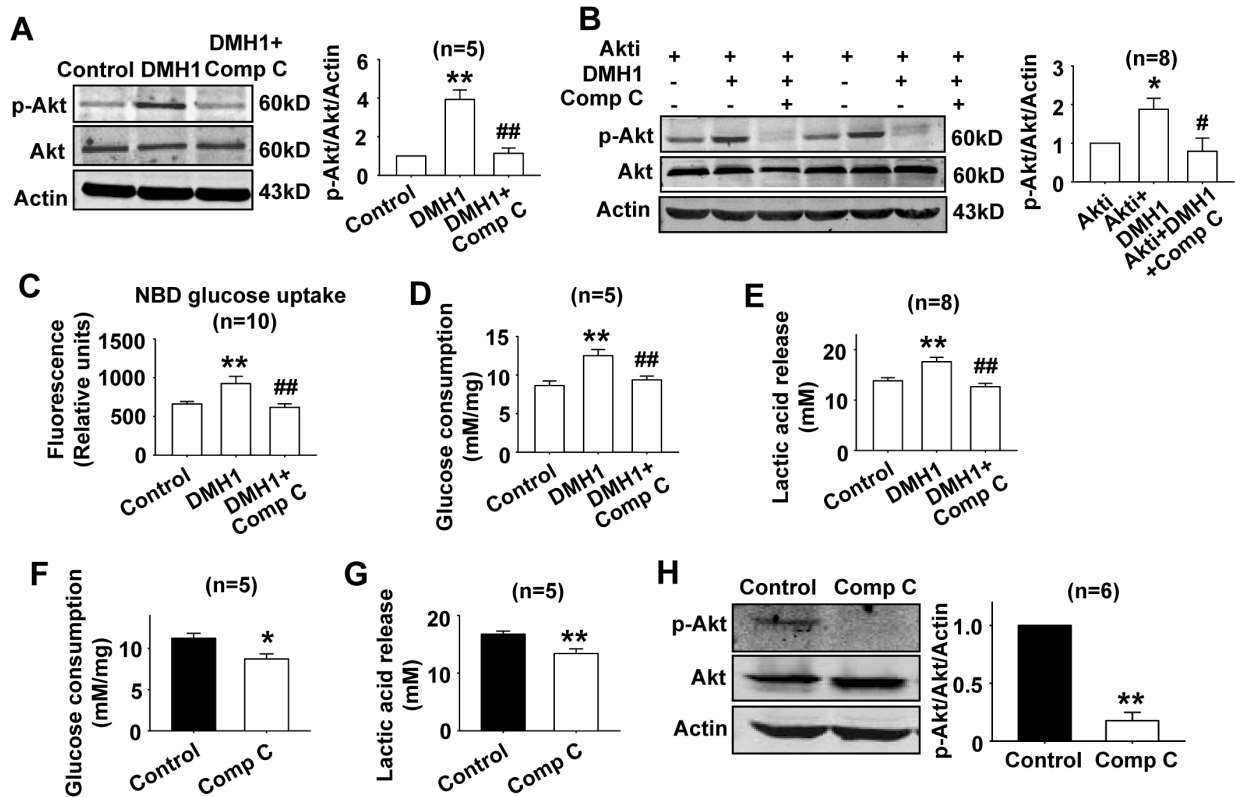 A
Control DMH1 DMH1+
Comp C
p-Akt 60kD
Akt 60kD
Actin 43kD
(n=5)
p-Akt/Akt/Actin
6
4
2
0
**
##
Control
DMH1
DMH1+
Comp C
B
Akti + + + + + +
DMH1 - + + - + +
Comp C - - + - - +
p-Akt 60kD
Akt 60kD
Actin 43kD
(n=8)
p-Akt/Akt/Actin
3
2
1
0
*
#
Akti
Akti+
DMH1
Akti+DMH1
+Comp C
C
NBD glucose uptake
(n=10)
Fluorescence
(Relative units)
1500
1000
500
0
**
##
Control
DMH1
DMH1+
Comp C
D
(n=5)
Glucose consumption
(mM/mg)
15
10
5
0
**
##
Control
DMH1
DMH1+
Comp C
E
(n=8)
Lactic acid release
(mM)
20
10
0
**
##
Control
DMH1
DMH1+
Comp C
F
(n=5)
Glucose consumption
(mM/mg)
10
5
0
*
Control
Comp C
G
(n=5)
Lactic acid release
(mM)
20
10
0
**
Control
Comp C
H
Control Comp C
p-Akt
Akt
Actin
(n=6)
p-Akt/Akt/Actin
1.0
0.5
0
**
Control Comp C